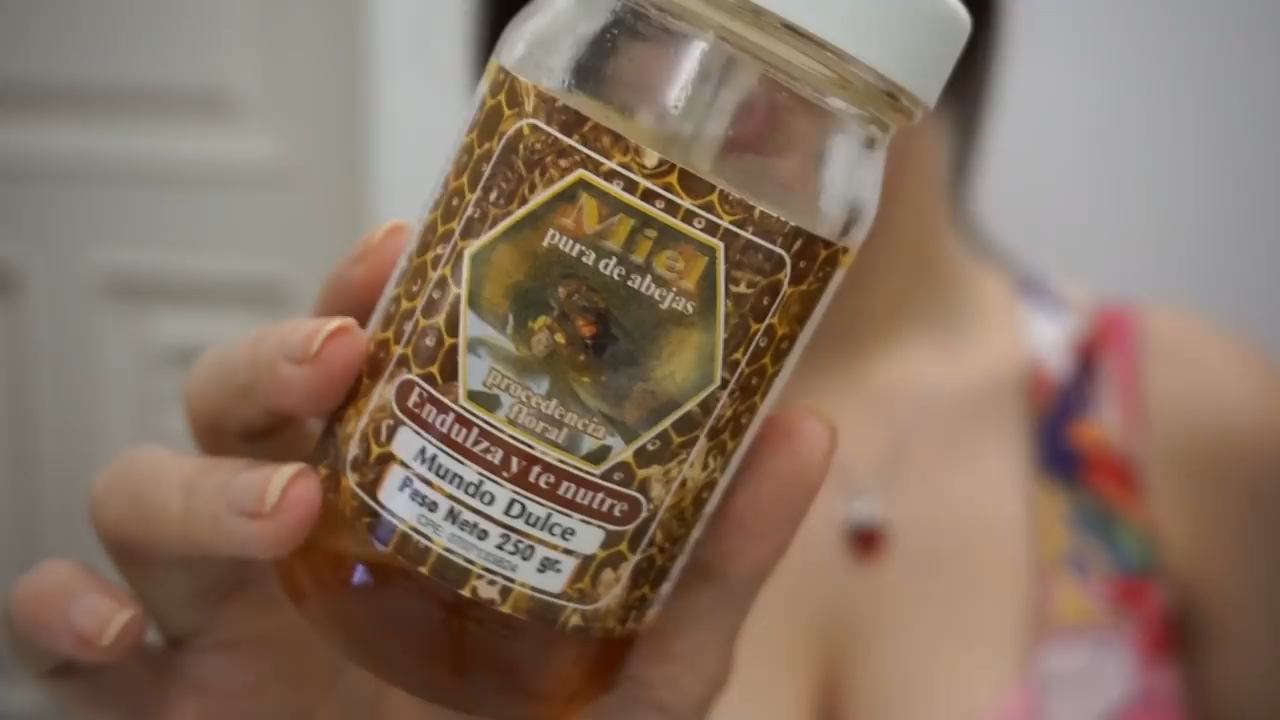 Miel
pura de abejas
procedencia
floral
Endulza y te nutre
Mundo Dulce
Peso Neto 250 gr.